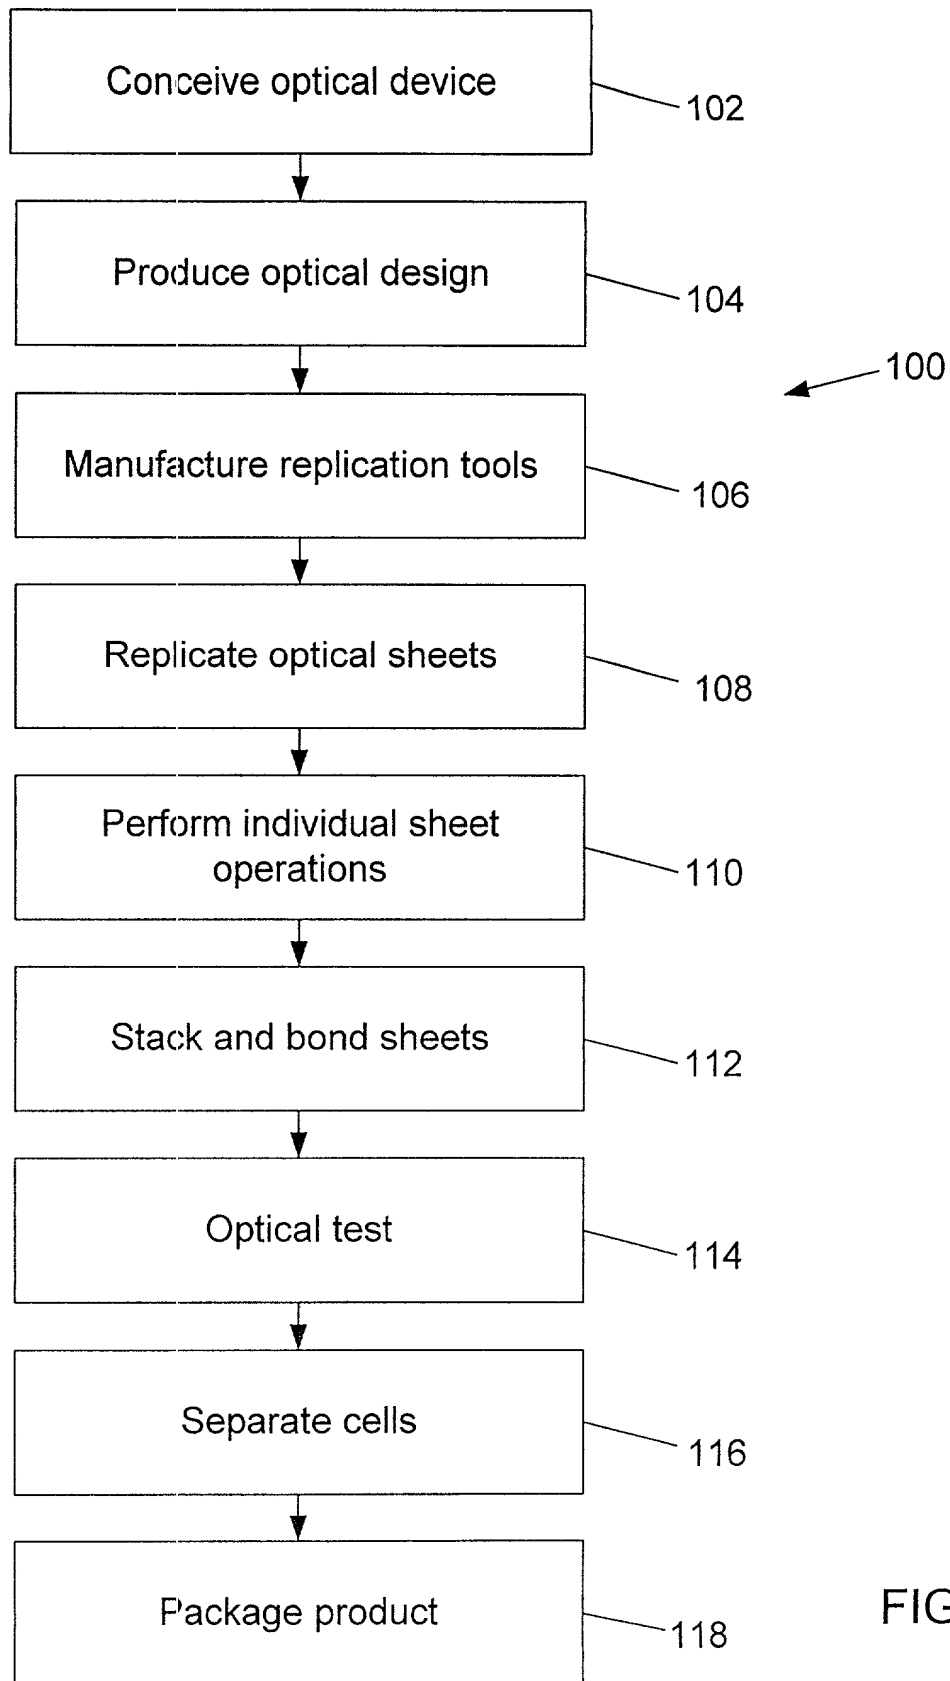 Conceive optical device
102
Produce optical design
104
100
Manufacture replication tools
106
Replicate optical sheets
108
Perform individual sheet
operations
110
Stack and bond sheets
112
Optical test
114
Separate cells
116
Package product
118
FIG